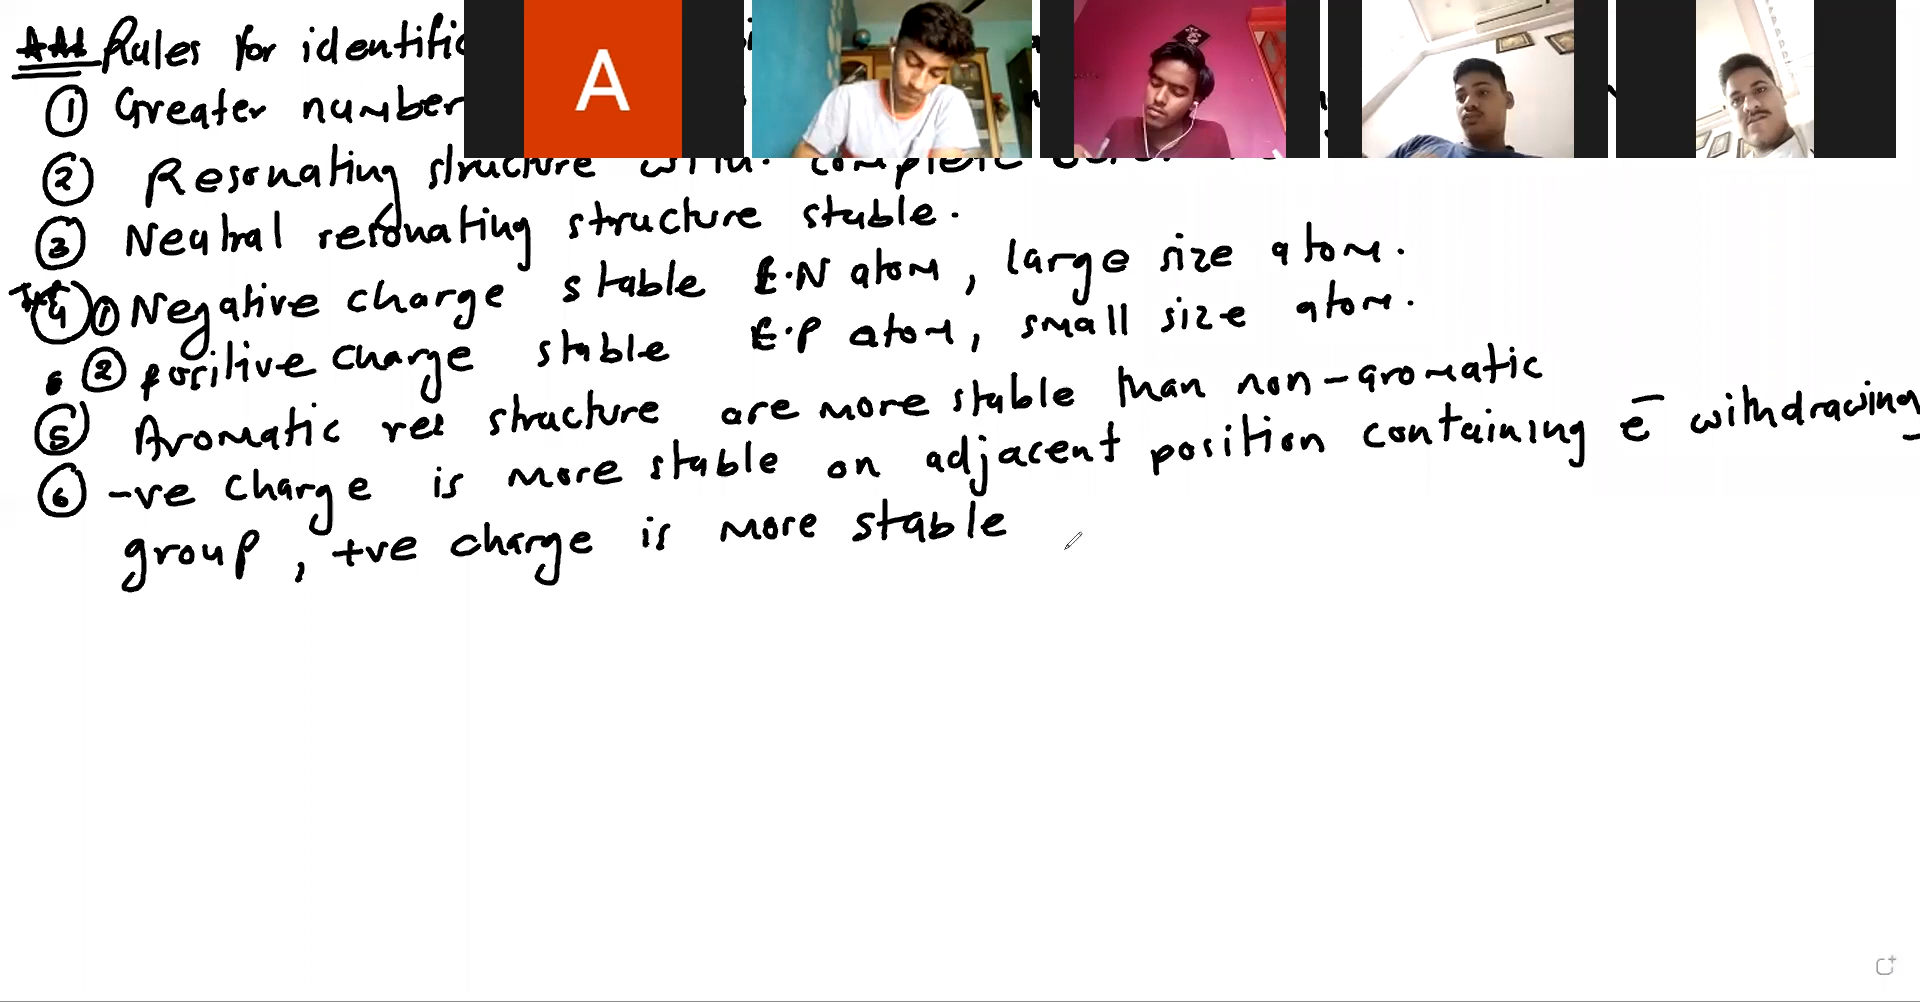 Rules for identific
① Greater number
A
② Resonating structure with complete
③ Neutral resonating structure stable.
④ ① Negative charge stable E.N atom, large size atom.
② positive charge stable E.P atom, small size atom.
⑤ Aromatic res structure are more stable than non-aromatic
⑥ -ve charge is more stable on adjacent position containing e- withdrawing
group, +ve charge is more stable